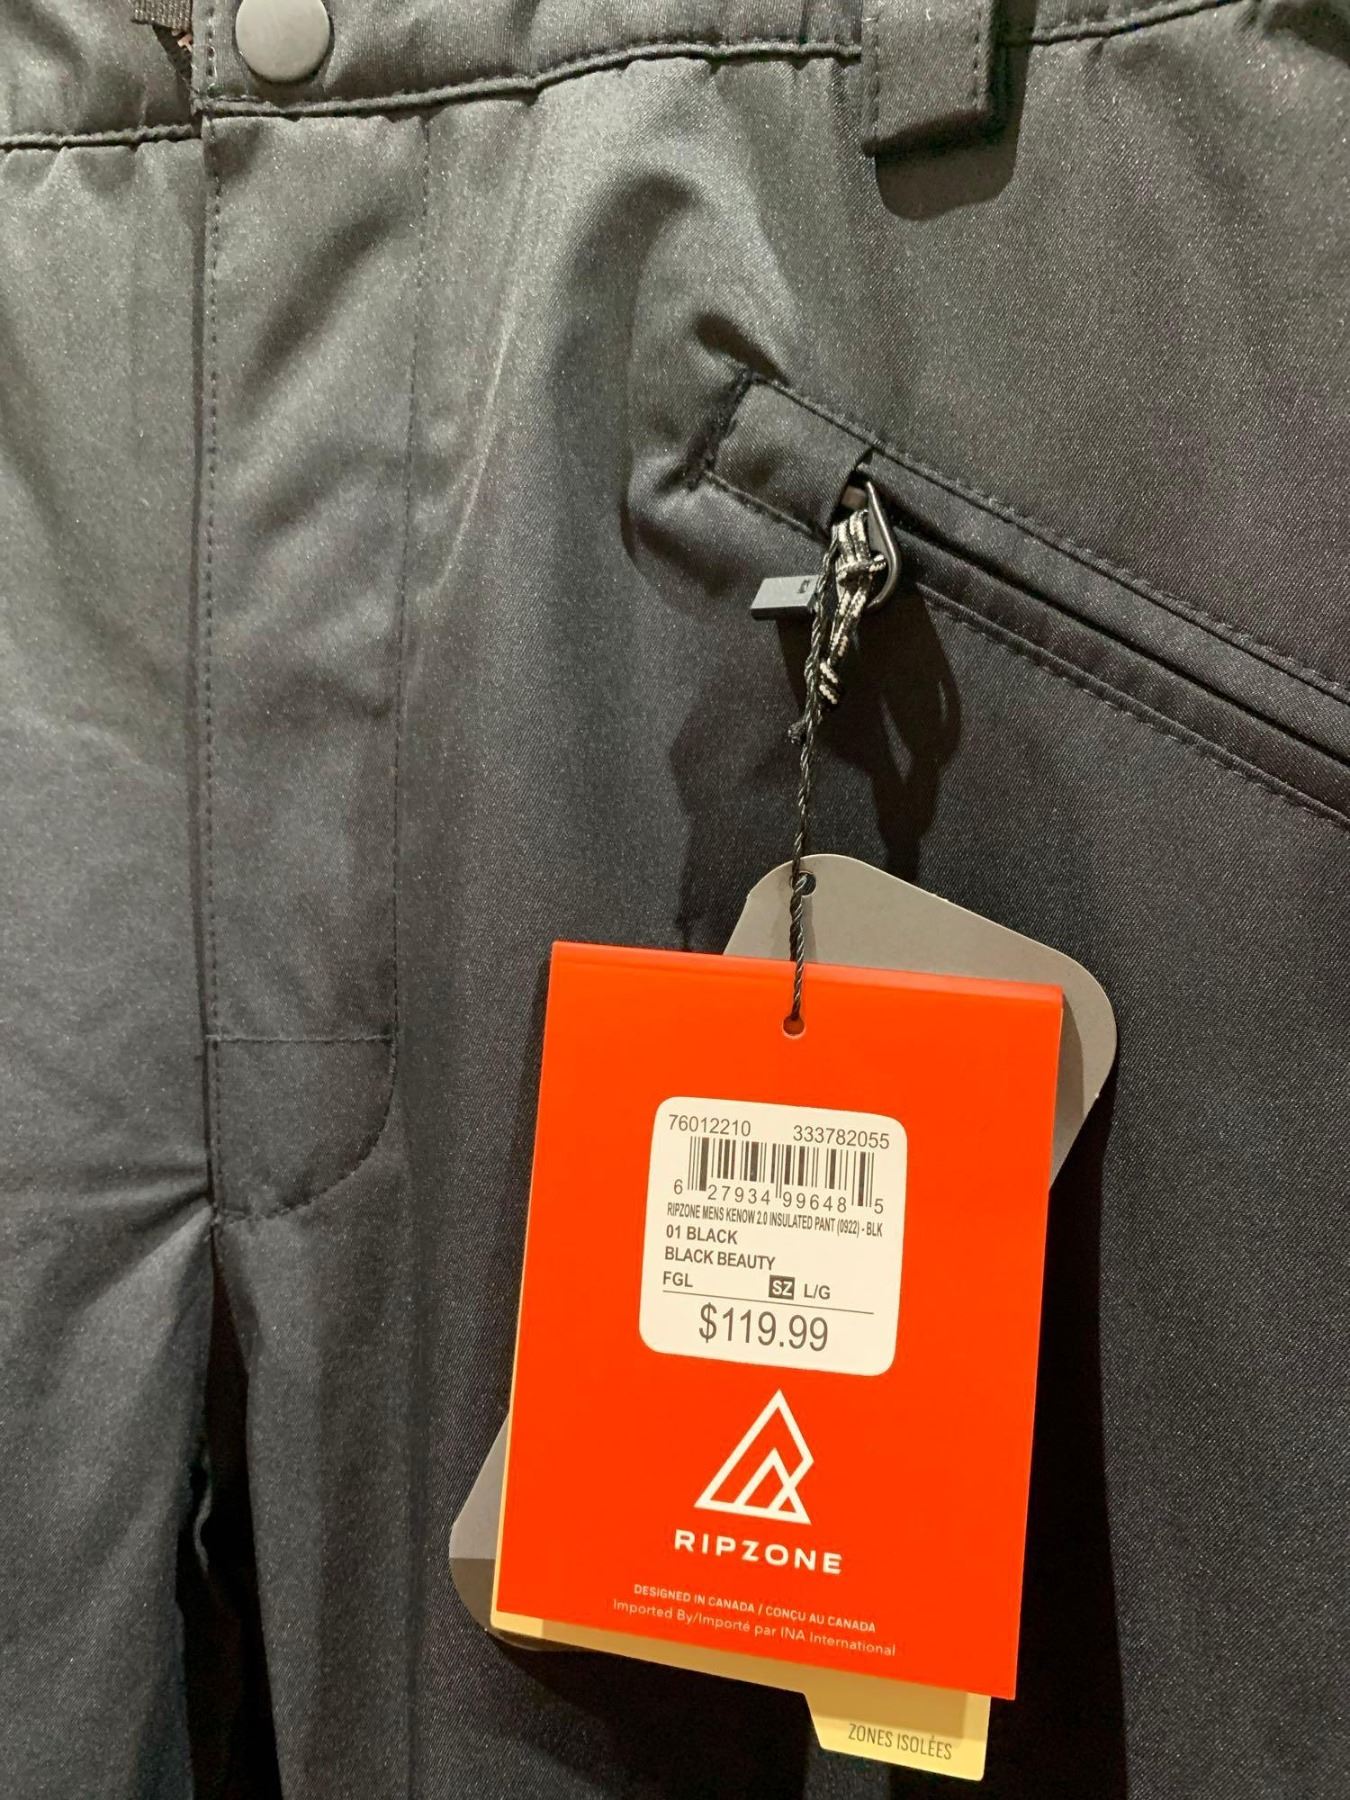 76012210 333782055
6 27934 99648 5
RIPZONE MENS KENOW 2.0 INSULATED PANT (0922) - BLK
01 BLACK
BLACK BEAUTY
FGL SZ L/G
$119.99
RIPZONE
DESIGNED IN CANADA / CONÇU AU CANADA
Imported By/Importé par INA International
ZONES ISOLÉES